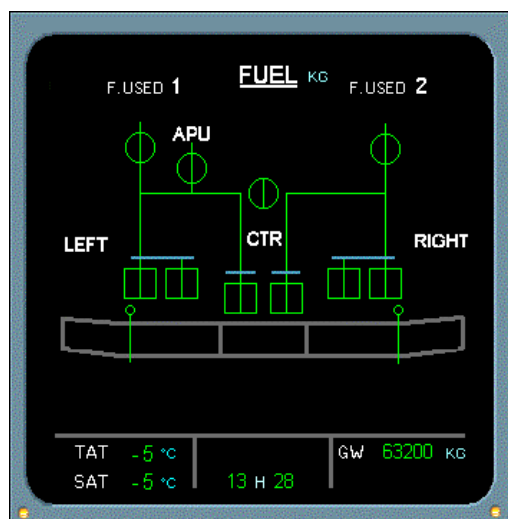 F.USED 1 FUEL KG F.USED 2
APU
LEFT CTR RIGHT
TAT -5 °C GW 63200 KG
SAT -5 °C 13 H 28